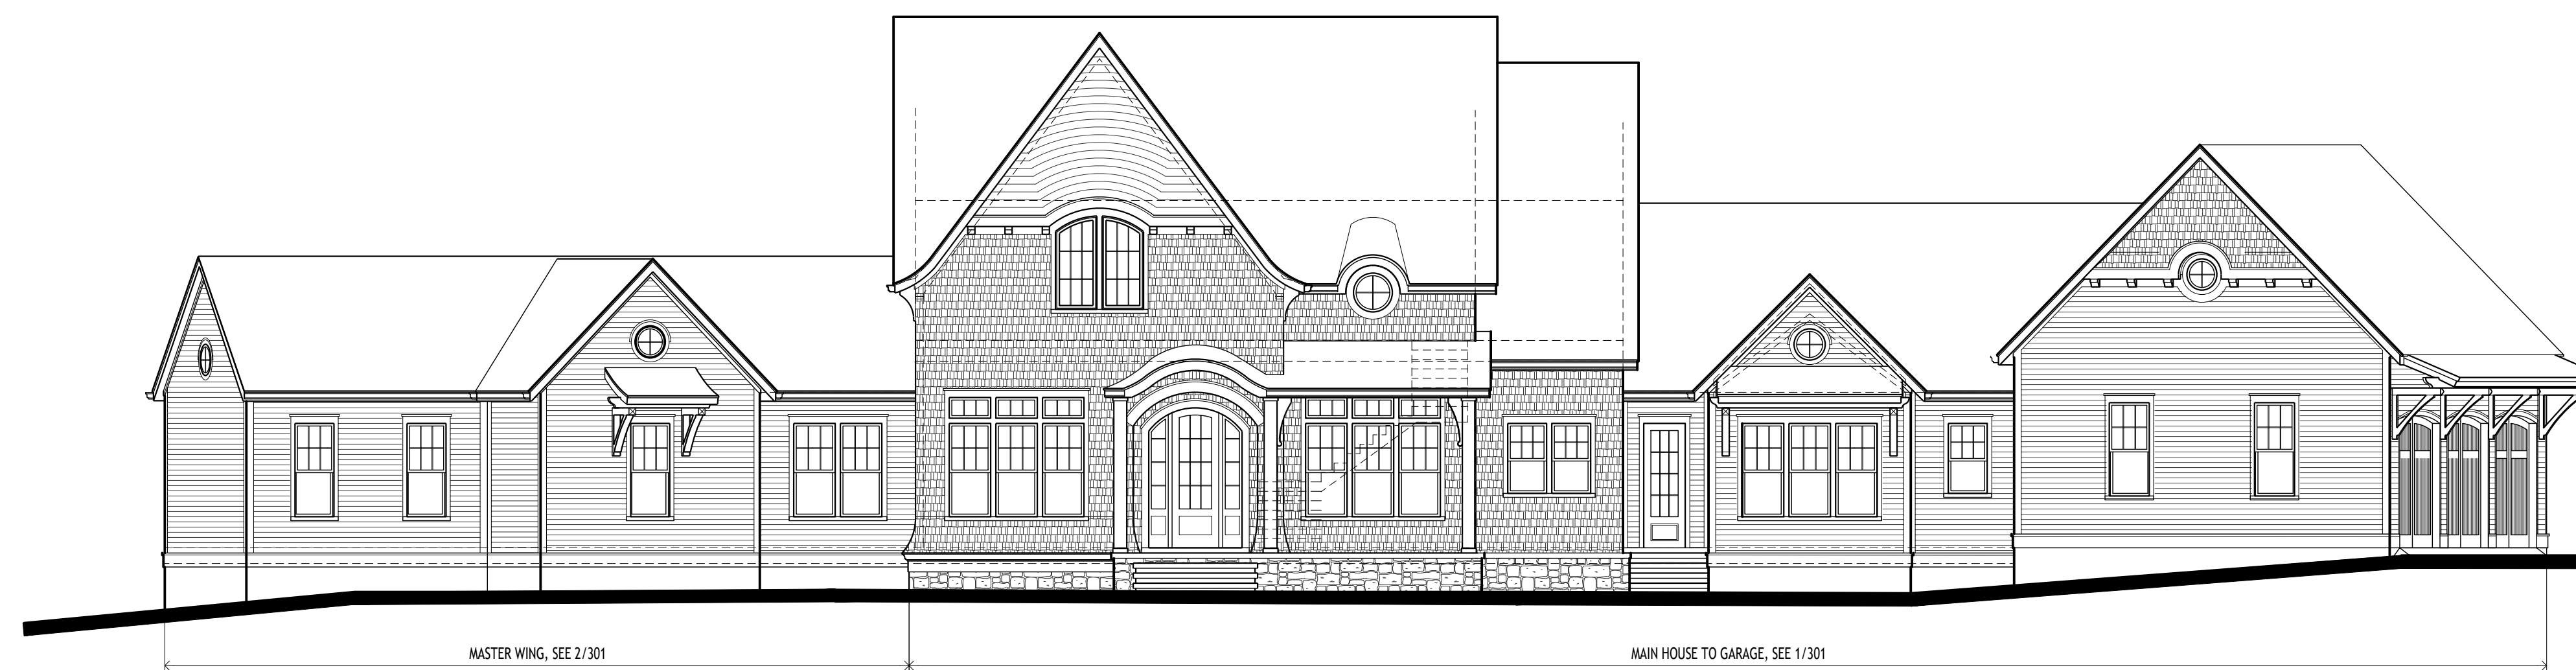 MASTER WING, SEE 2/301
MAIN HOUSE TO GARAGE, SEE 1/301